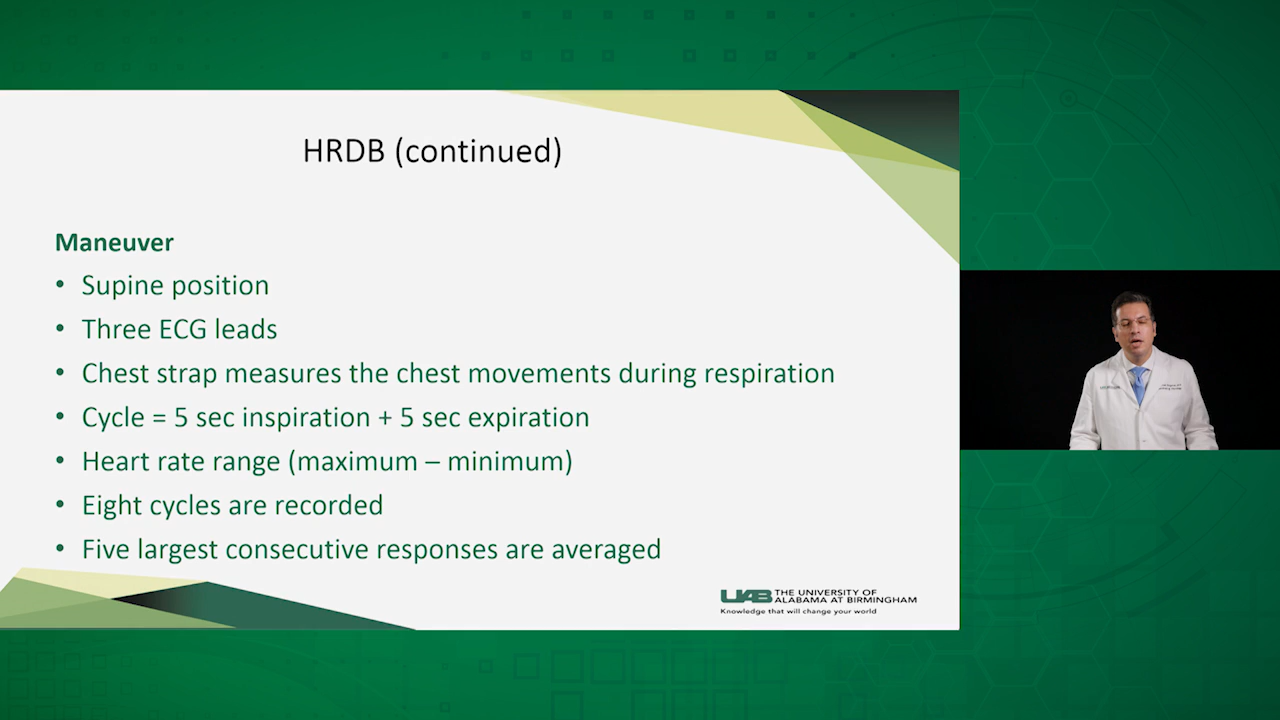 HRDB (continued)
Maneuver
• Supine position
• Three ECG leads
• Chest strap measures the chest movements during respiration
• Cycle = 5 sec inspiration + 5 sec expiration
• Heart rate range (maximum – minimum)
• Eight cycles are recorded
• Five largest consecutive responses are averaged
UAB THE UNIVERSITY OF
ALABAMA AT BIRMINGHAM
Knowledge that will change your world